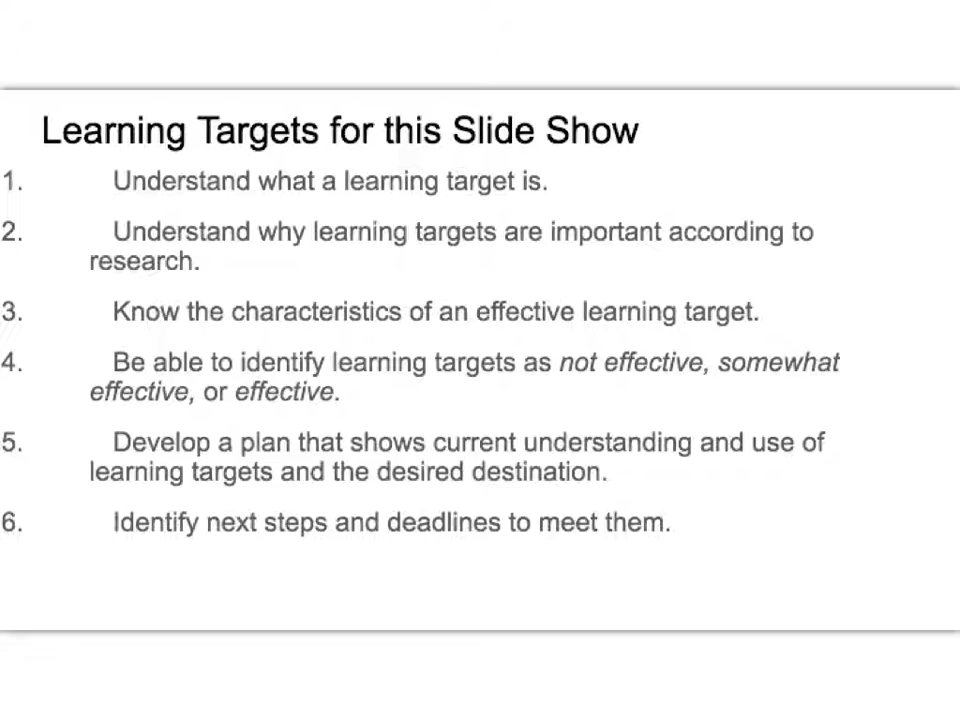 Learning Targets for this Slide Show
1. Understand what a learning target is.
2. Understand why learning targets are important according to
research.
3. Know the characteristics of an effective learning target.
4. Be able to identify learning targets as not effective, somewhat
effective, or effective.
5. Develop a plan that shows current understanding and use of
learning targets and the desired destination.
6. Identify next steps and deadlines to meet them.